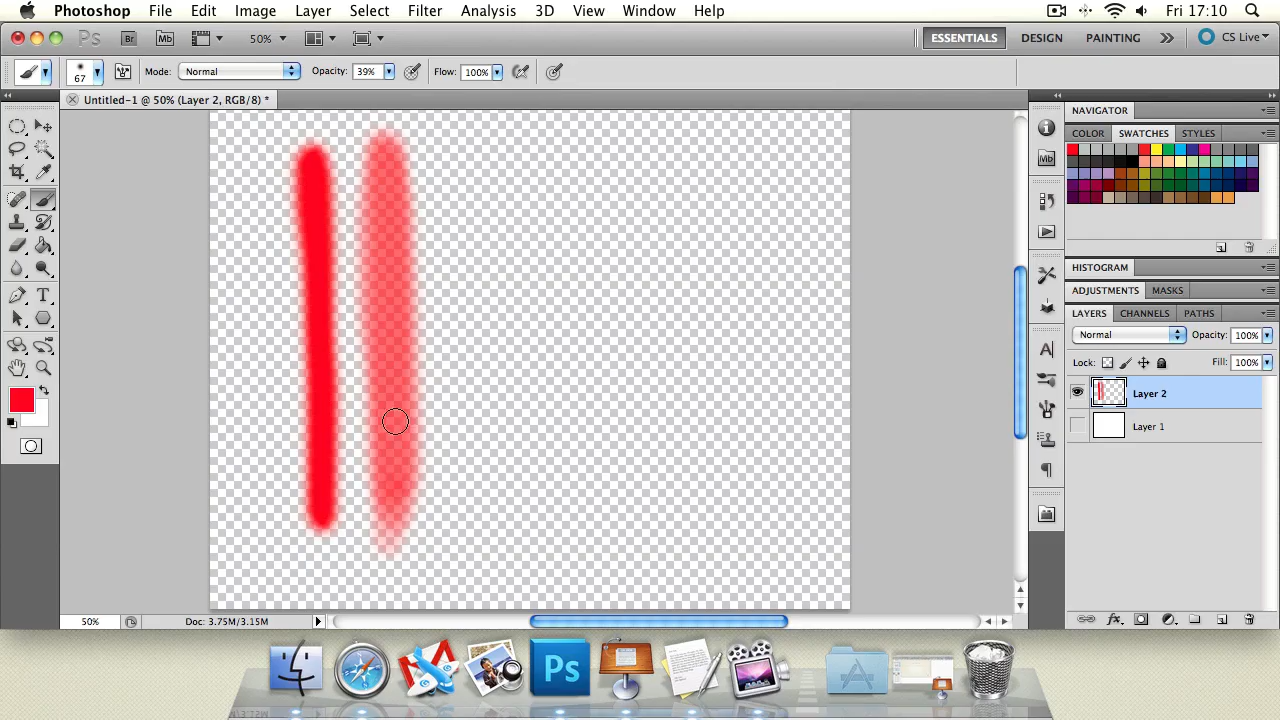 Photoshop File Edit Image Layer Select Filter Analysis 3D View Window Help Fri 17:10
Ps Br Mb 50% ESSENTIALS DESIGN PAINTING CS Live
67 Mode: Normal Opacity: 39% Flow: 100%
Untitled-1 @ 50% (Layer 2, RGB/8) *
NAVIGATOR
COLOR SWATCHES STYLES
Mb
HISTOGRAM
ADJUSTMENTS MASKS
LAYERS CHANNELS PATHS
Normal Opacity: 100%
Lock: Fill: 100%
Layer 2
Layer 1
50% Doc: 3.75M/3.15M
Ps